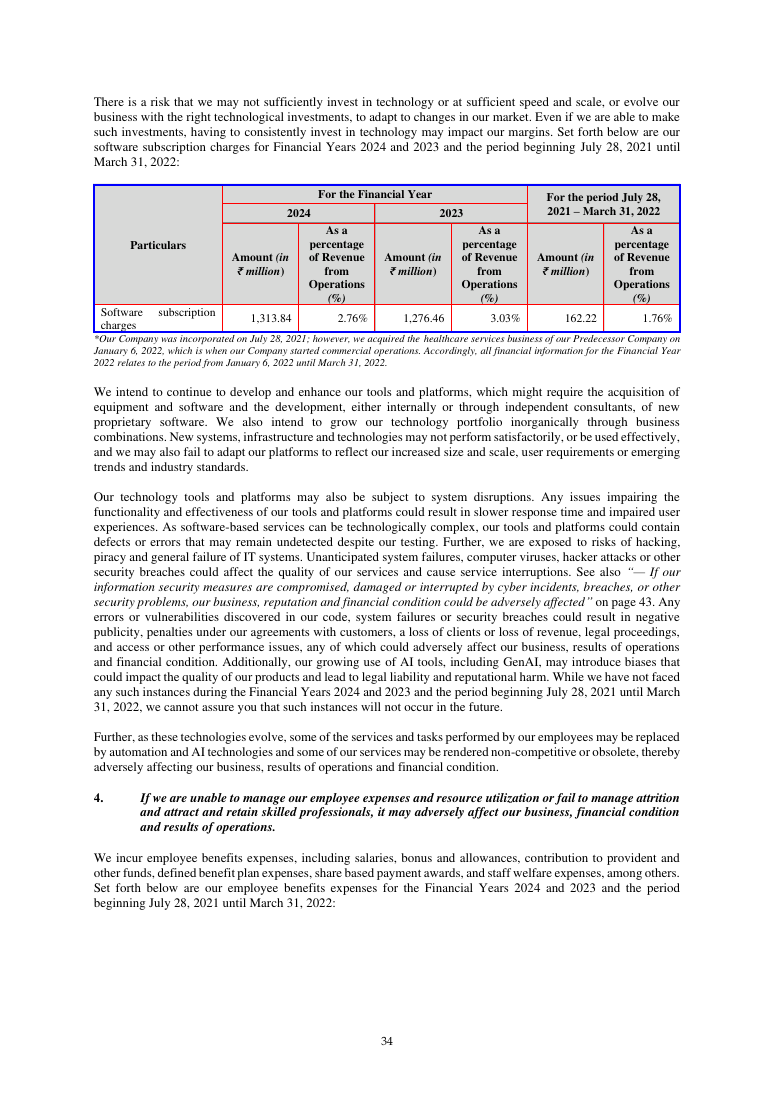 There is a risk that we may not sufficiently invest in technology or at sufficient speed and scale, or evolve our
business with the right technological investments, to adapt to changes in our market. Even if we are able to make
such investments, having to consistently invest in technology may impact our margins. Set forth below are our
software subscription charges for Financial Years 2024 and 2023 and the period beginning July 28, 2021 until
March 31, 2022:
Particulars
For the Financial Year
For the period July 28,
2021 – March 31, 2022
2024
2023
Amount (in
₹ million)
As a
percentage
of Revenue
from
Operations
(%)
Amount (in
₹ million)
As a
percentage
of Revenue
from
Operations
(%)
Amount (in
₹ million)
As a
percentage
of Revenue
from
Operations
(%)
Software subscription
charges
1,313.84
2.76%
1,276.46
3.03%
162.22
1.76%
*Our Company was incorporated on July 28, 2021; however, we acquired the healthcare services business of our Predecessor Company on
January 6, 2022, which is when our Company started commercial operations. Accordingly, all financial information for the Financial Year
2022 relates to the period from January 6, 2022 until March 31, 2022.
We intend to continue to develop and enhance our tools and platforms, which might require the acquisition of
equipment and software and the development, either internally or through independent consultants, of new
proprietary software. We also intend to grow our technology portfolio inorganically through business
combinations. New systems, infrastructure and technologies may not perform satisfactorily, or be used effectively,
and we may also fail to adapt our platforms to reflect our increased size and scale, user requirements or emerging
trends and industry standards.
Our technology tools and platforms may also be subject to system disruptions. Any issues impairing the
functionality and effectiveness of our tools and platforms could result in slower response time and impaired user
experiences. As software-based services can be technologically complex, our tools and platforms could contain
defects or errors that may remain undetected despite our testing. Further, we are exposed to risks of hacking,
piracy and general failure of IT systems. Unanticipated system failures, computer viruses, hacker attacks or other
security breaches could affect the quality of our services and cause service interruptions. See also “— If our
information security measures are compromised, damaged or interrupted by cyber incidents, breaches, or other
security problems, our business, reputation and financial condition could be adversely affected” on page 43. Any
errors or vulnerabilities discovered in our code, system failures or security breaches could result in negative
publicity, penalties under our agreements with customers, a loss of clients or loss of revenue, legal proceedings,
and access or other performance issues, any of which could adversely affect our business, results of operations
and financial condition. Additionally, our growing use of AI tools, including GenAI, may introduce biases that
could impact the quality of our products and lead to legal liability and reputational harm. While we have not faced
any such instances during the Financial Years 2024 and 2023 and the period beginning July 28, 2021 until March
31, 2022, we cannot assure you that such instances will not occur in the future.
Further, as these technologies evolve, some of the services and tasks performed by our employees may be replaced
by automation and AI technologies and some of our services may be rendered non-competitive or obsolete, thereby
adversely affecting our business, results of operations and financial condition.
4. If we are unable to manage our employee expenses and resource utilization or fail to manage attrition
and attract and retain skilled professionals, it may adversely affect our business, financial condition
and results of operations.
We incur employee benefits expenses, including salaries, bonus and allowances, contribution to provident and
other funds, defined benefit plan expenses, share based payment awards, and staff welfare expenses, among others.
Set forth below are our employee benefits expenses for the Financial Years 2024 and 2023 and the period
beginning July 28, 2021 until March 31, 2022:
34